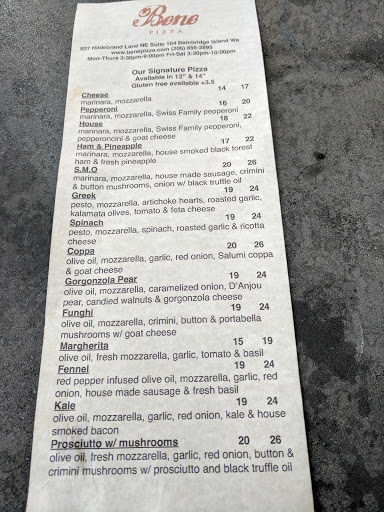 Bene
PIZZA
937 Hildebrand Lane NE Suite 104 Bainbridge Island Wa
www.benepizza.com (206) 855-2895
Mon-Thurs 3:30pm-9:00pm Fri-Sat 3:30pm-10:00pm
Our Signature Pizza
Available in 12" & 14"
Gluten free available +3.5
Cheese 14 17
marinara, mozzarella
Pepperoni 16 20
marinara, mozzarella, Swiss Family pepperoni
House 18 22
marinara, mozzarella, Swiss Family pepperoni,
pepperoncini & goat cheese
Ham & Pineapple 17 22
marinara, mozzarella, house smoked black forest
ham & fresh pineapple
S.M.O 20 26
marinara, mozzarella, house made sausage, crimini
& button mushrooms, onion w/ black truffle oil
Greek 19 24
pesto, mozzarella, artichoke hearts, roasted garlic,
kalamata olives, tomato & feta cheese
Spinach 19 24
pesto, mozzarella, spinach, roasted garlic & ricotta
cheese
Coppa 20 26
olive oil, mozzarella, garlic, red onion, Salumi coppa
& goat cheese
Gorgonzola Pear 19 24
olive oil, mozzarella, caramelized onion, D'Anjou
pear, candied walnuts & gorgonzola cheese
Funghi 19 24
olive oil, mozzarella, crimini, button & portabella
mushrooms w/ goat cheese
Margherita 15 19
olive oil, fresh mozzarella, garlic, tomato & basil
Fennel 19 24
red pepper infused olive oil, mozzarella, garlic, red
onion, house made sausage & fresh basil
Kale 19 24
olive oil, mozzarella, garlic, red onion, kale & house
smoked bacon
Prosciutto w/ mushrooms 20 26
olive oil, fresh mozzarella, garlic, red onion, button &
crimini mushrooms w/ prosciutto and black truffle oil